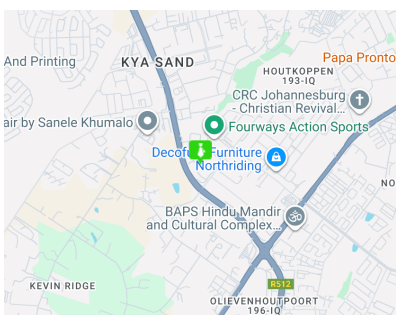 And Printing
KYA SAND
Papa Pronto
HOUTKOPPEN
193-IQ
CRC Johannesburg
- Christian Revival...
air by Sanele Khumalo
Fourways Action Sports
Furniture
Northriding
NO
BAPS Hindu Mandir
and Cultural Complex...
KEVIN RIDGE
R512
OLIEVENHOUTPOORT
196-IQ